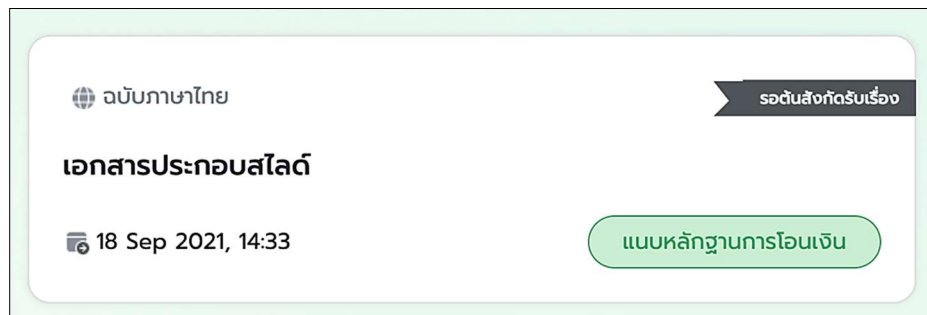 ฉบับภาษาไทย
รอต้นสังกัดรับเรื่อง
เอกสารประกอบสไลด์
18 Sep 2021, 14:33
แนบหลักฐานการโอนเงิน